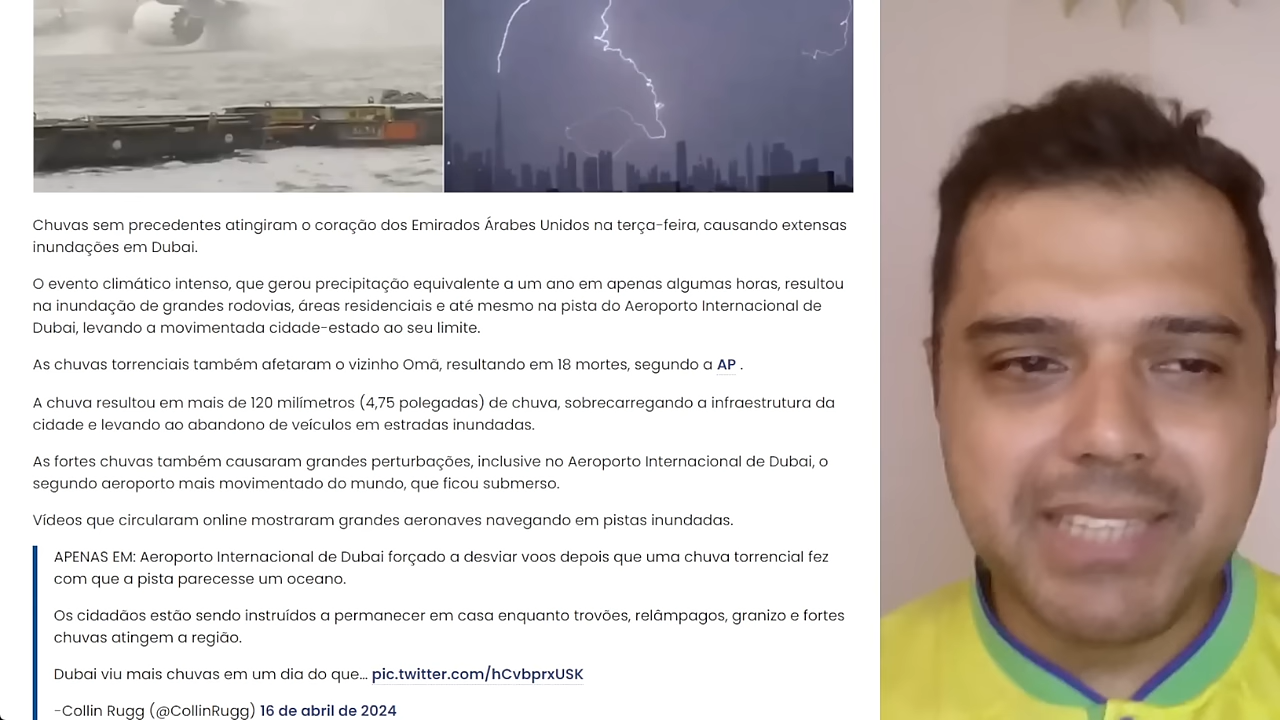 Chuvas sem precedentes atingiram o coração dos Emirados Árabes Unidos na terça-feira, causando extensas
inundações em Dubai.
O evento climático intenso, que gerou precipitação equivalente a um ano em apenas algumas horas, resultou
na inundação de grandes rodovias, áreas residenciais e até mesmo na pista do Aeroporto Internacional de
Dubai, levando a movimentada cidade-estado ao seu limite.
As chuvas torrenciais também afetaram o vizinho Omã, resultando em 18 mortes, segundo a AP .
A chuva resultou em mais de 120 milímetros (4,75 polegadas) de chuva, sobrecarregando a infraestrutura da
cidade e levando ao abandono de veículos em estradas inundadas.
As fortes chuvas também causaram grandes perturbações, inclusive no Aeroporto Internacional de Dubai, o
segundo aeroporto mais movimentado do mundo, que ficou submerso.
Vídeos que circularam online mostraram grandes aeronaves navegando em pistas inundadas.
APENAS EM: Aeroporto Internacional de Dubai forçado a desviar voos depois que uma chuva torrencial fez
com que a pista parecesse um oceano.
Os cidadãos estão sendo instruídos a permanecer em casa enquanto trovões, relâmpagos, granizo e fortes
chuvas atingem a região.
Dubai viu mais chuvas em um dia do que... pic.twitter.com/hCvbprxUSK
-Collin Rugg (@CollinRugg) 16 de abril de 2024